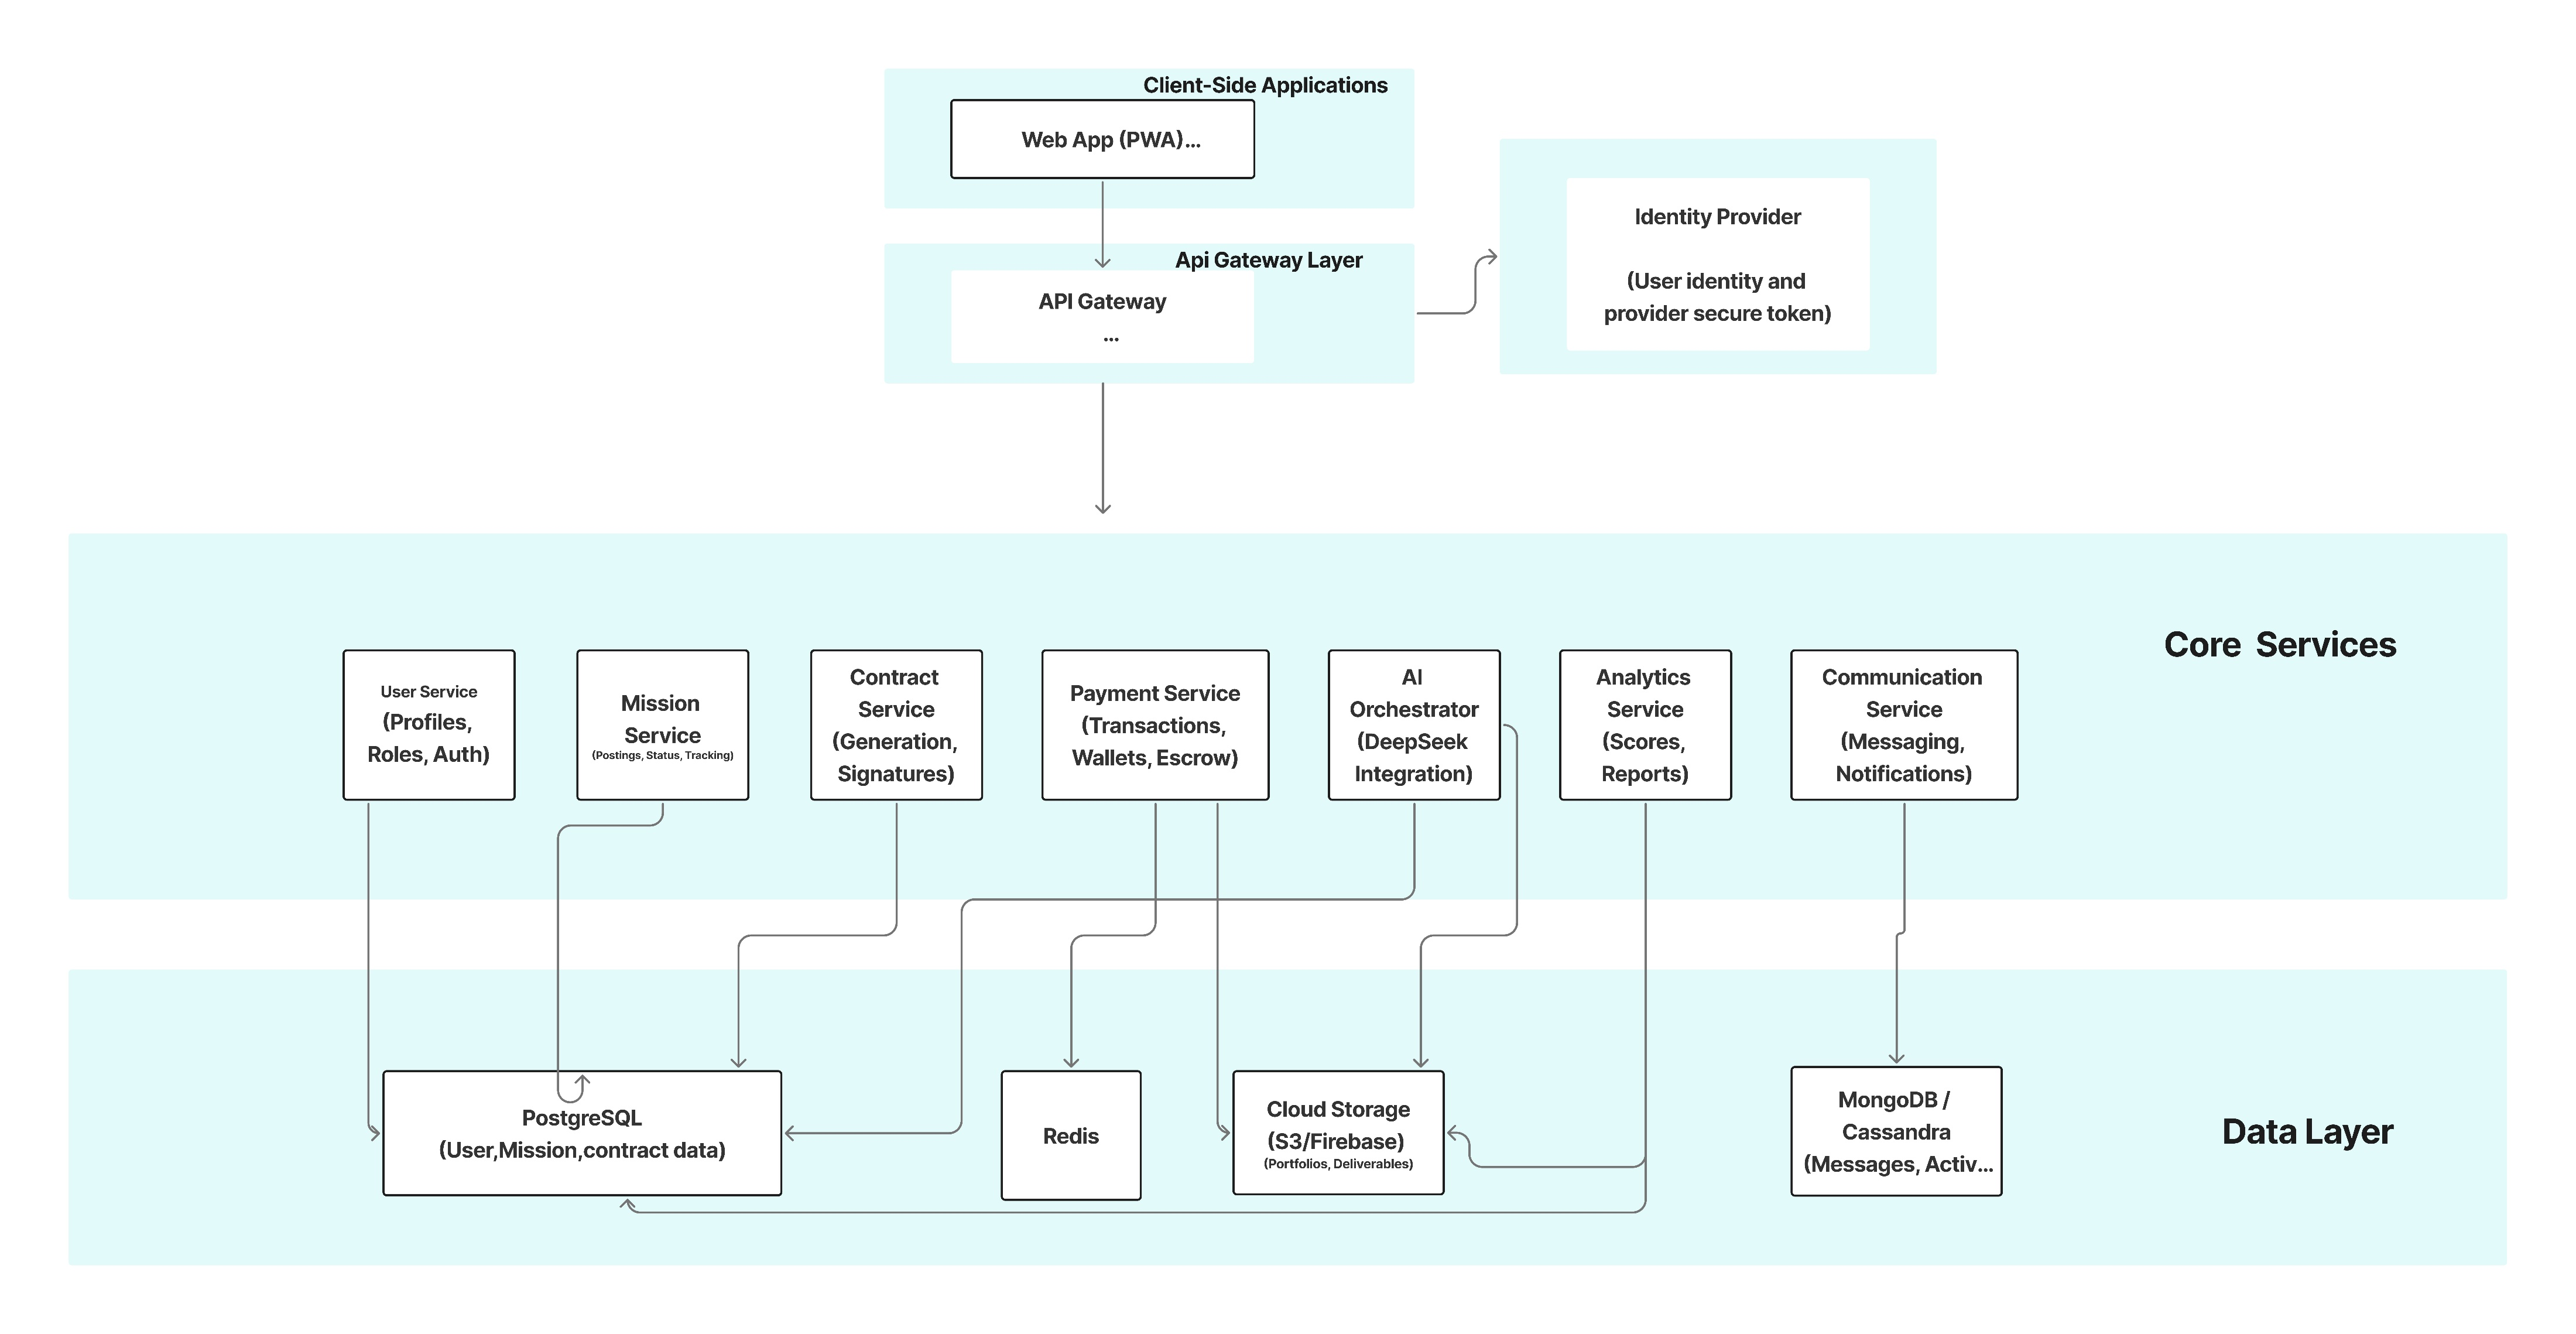 Client-Side Applications
Web App (PWA)...
Api Gateway Layer
API Gateway
...
Identity Provider
(User identity and
provider secure token)
Core Services
User Service
(Profiles,
Roles, Auth)
Mission
Service
(Postings, Status, Tracking)
Contract
Service
(Generation,
Signatures)
Payment Service
(Transactions,
Wallets, Escrow)
AI
Orchestrator
(DeepSeek
Integration)
Analytics
Service
(Scores,
Reports)
Communication
Service
(Messaging,
Notifications)
PostgreSQL
(User,Mission,contract data)
Redis
Cloud Storage
(S3/Firebase)
(Portfolios, Deliverables)
MongoDB /
Cassandra
(Messages, Activ...
Data Layer